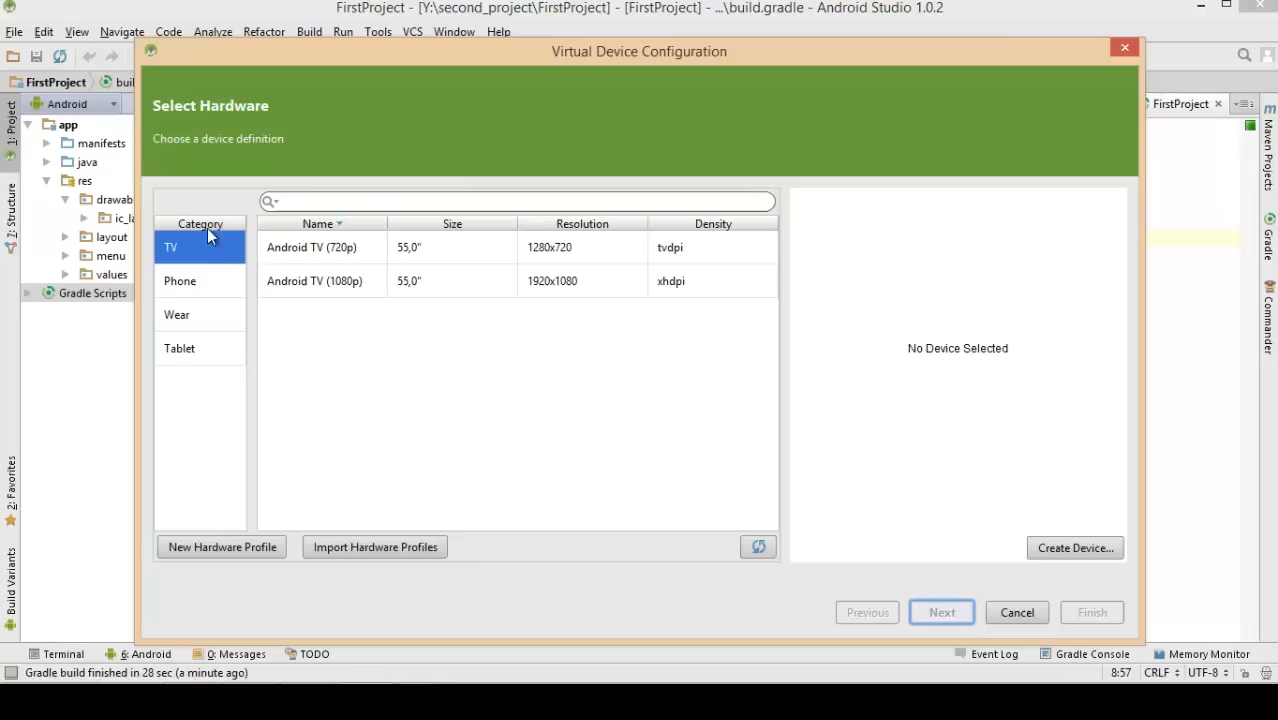 FirstProject - [Y:\second_project\FirstProject] - [FirstProject] - ...\build.gradle - Android Studio 1.0.2
File Edit View Navigate Code Analyze Refactor Build Run Tools VCS Window Help
Virtual Device Configuration
FirstProject
Select Hardware
Choose a device definition
Android
FirstProject
1: Project
app
manifests
java
res
layout
menu
values
Gradle Scripts
Z: Structure
2: Favorites
Build Variants
Category
TV
Phone
Wear
Tablet
Name Size Resolution Density
Android TV (720p) 55,0" 1280x720 tvdpi
Android TV (1080p) 55,0" 1920x1080 xhdpi
No Device Selected
New Hardware Profile Import Hardware Profiles
Create Device...
Previous Next Cancel Finish
m Maven Projects
Gradle
Commander
Terminal 6: Android 0: Messages TODO Event Log Gradle Console Memory Monitor
Gradle build finished in 28 sec (a minute ago) 8:57 CRLF UTF-8